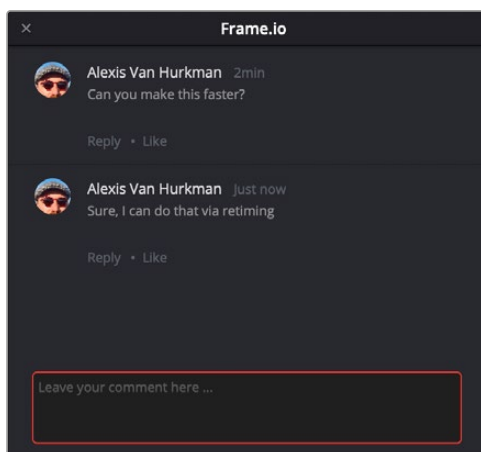 Frame.io
Alexis Van Hurkman 2min
Can you make this faster?
Reply • Like
Alexis Van Hurkman Just now
Sure, I can do that via retiming
Reply • Like
Leave your comment here ...